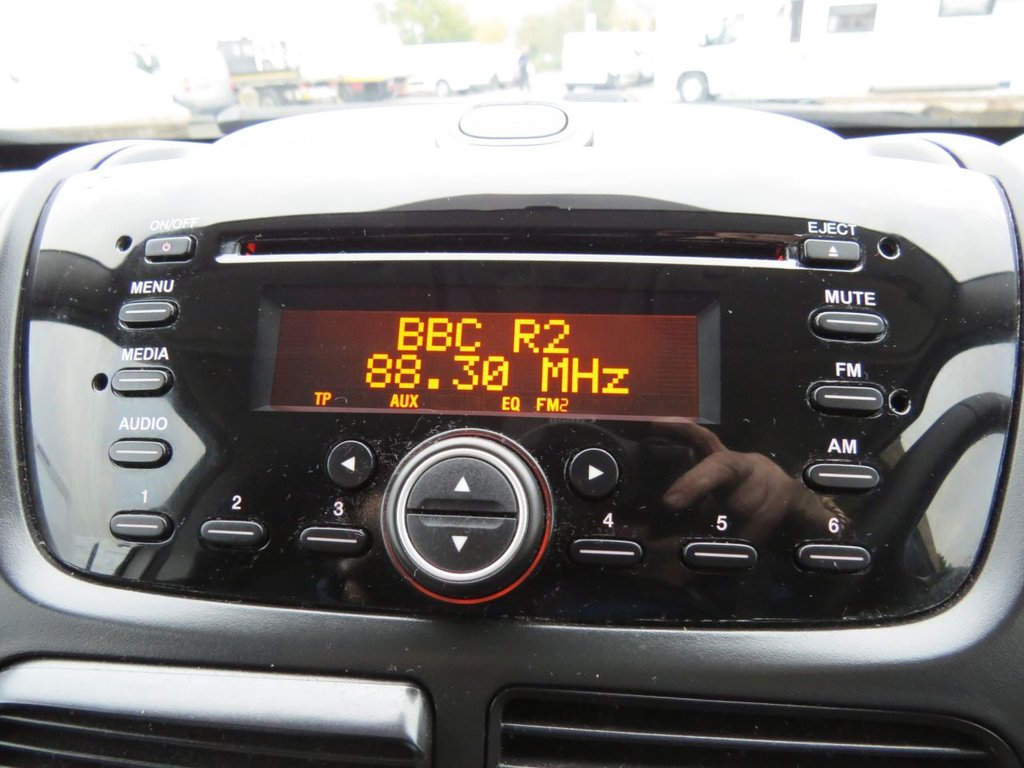 ON/OFF
EJECT
MENU
MUTE
BBC R2
MEDIA
88.30 MHz
FM
TP AUX EQ FM2
AUDIO
AM
1
2
3
4
5
6